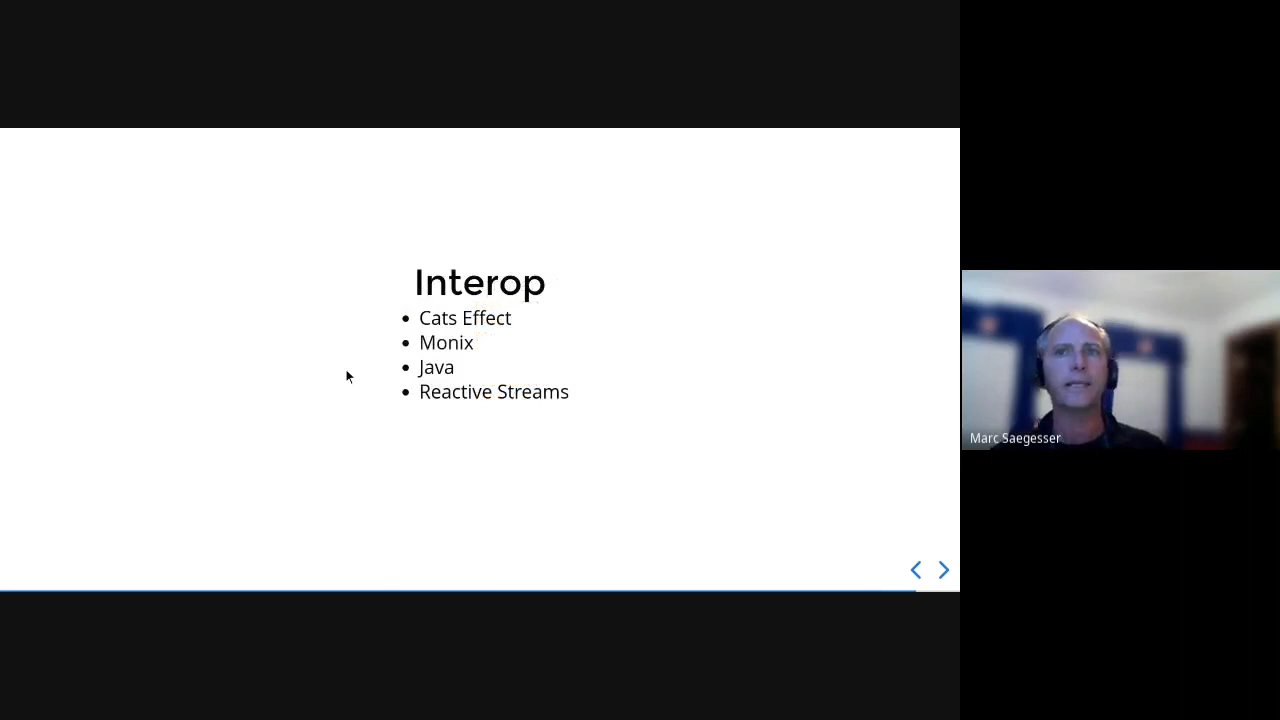 Interop
Cats Effect
Monix
Java
Reactive Streams
Marc Saegesser